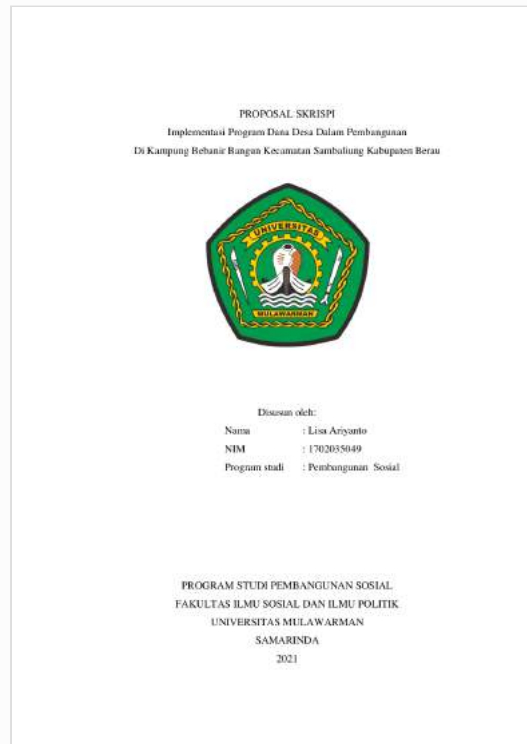 PROPOSAL SKRISPI
Implementasi Program Dana Desa Dalam Pembangunan
Di Kampung Bebanir Bangun Kecamatan Sambaliung Kabupaten Berau
UNIVERSITAS
MULAWARMAN
Disusun oleh:
Nama : Lisa Ariyanto
NIM : 1702035049
Program studi : Pembangunan Sosial
PROGRAM STUDI PEMBANGUNAN SOSIAL
FAKULTAS ILMU SOSIAL DAN ILMU POLITIK
UNIVERSITAS MULAWARMAN
SAMARINDA
2021